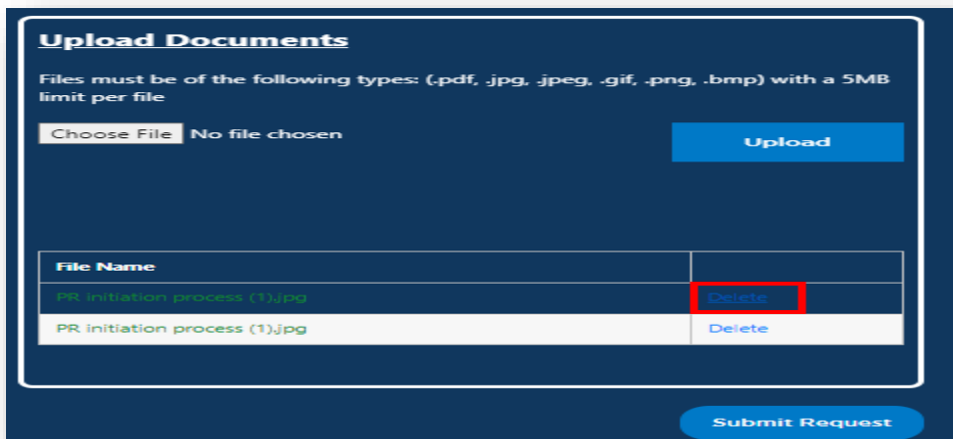 Upload Documents
Files must be of the following types: (.pdf, .jpg, .jpeg, .gif, .png, .bmp) with a 5MB
limit per file
Choose File No file chosen
Upload
File Name
PR initiation process (1).jpg Delete
PR initiation process (1).jpg Delete
Submit Request